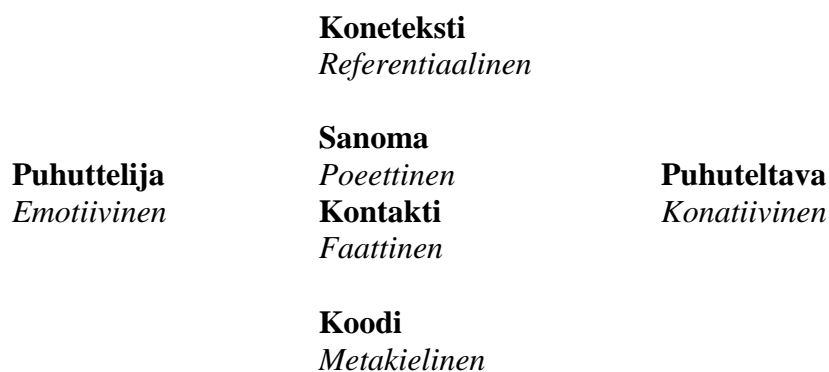 Koneteksti
Referentiaalinen
Sanoma
Puhuttelija Poeettinen Puhuteltava
Emotiivinen Kontakti Konatiivinen
Faattinen
Koodi
Metakielinen